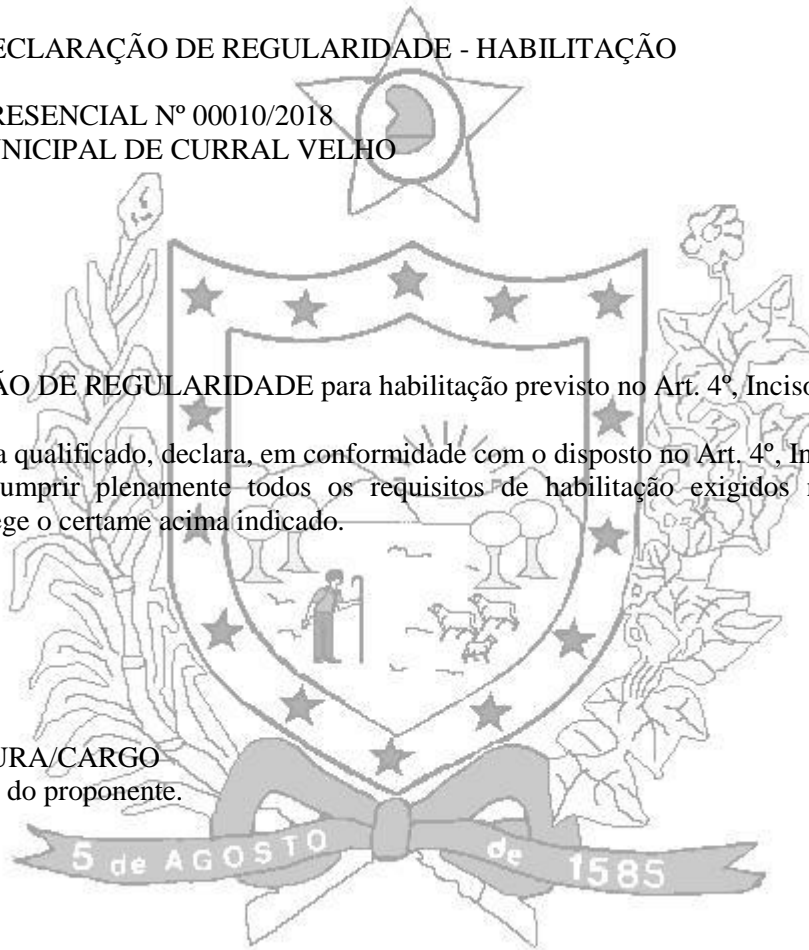 ECLARAÇÃO DE REGULARIDADE - HABILITAÇÃO
RESENCIAL Nº 00010/2018
UNICIPAL DE CURRAL VELHO
ÃO DE REGULARIDADE para habilitação previsto no Art. 4º, Inciso
a qualificado, declara, em conformidade com o disposto no Art. 4º, In
umprir plenamente todos os requisitos de habilitação exigidos
ege o certame acima indicado.
URA/CARGO
do proponente.
5 de AGOSTO de 1585